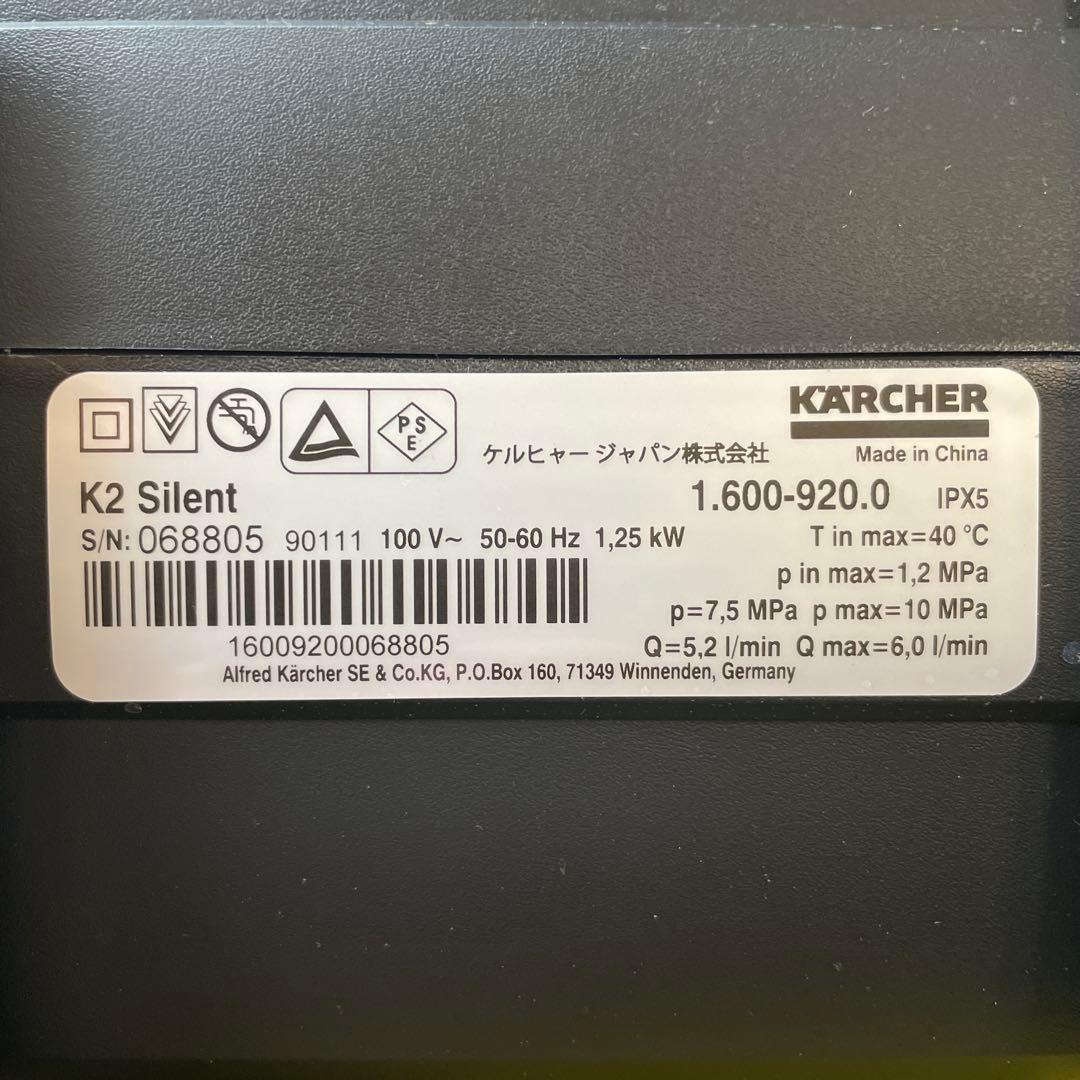 KÄRCHER
P S
E
ケルヒャー ジャパン株式会社 Made in China
K2 Silent 1.600-920.0 IPX5
S/N: 068805 90111 100 V~ 50-60 Hz 1,25 kW T in max=40 °C
p in max=1,2 MPa
p=7,5 MPa p max=10 MPa
16009200068805 Q=5,2 l/min Q max=6,0 l/min
Alfred Kärcher SE & Co.KG, P.O.Box 160, 71349 Winnenden, Germany